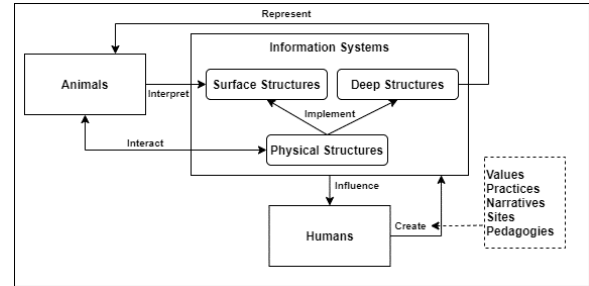 Represent
Information Systems
Animals
Surface Structures
Deep Structures
Interpret
Implement
Interact
Physical Structures
Values
Practices
Narratives
Sites
Pedagogies
Influence
Humans
Create